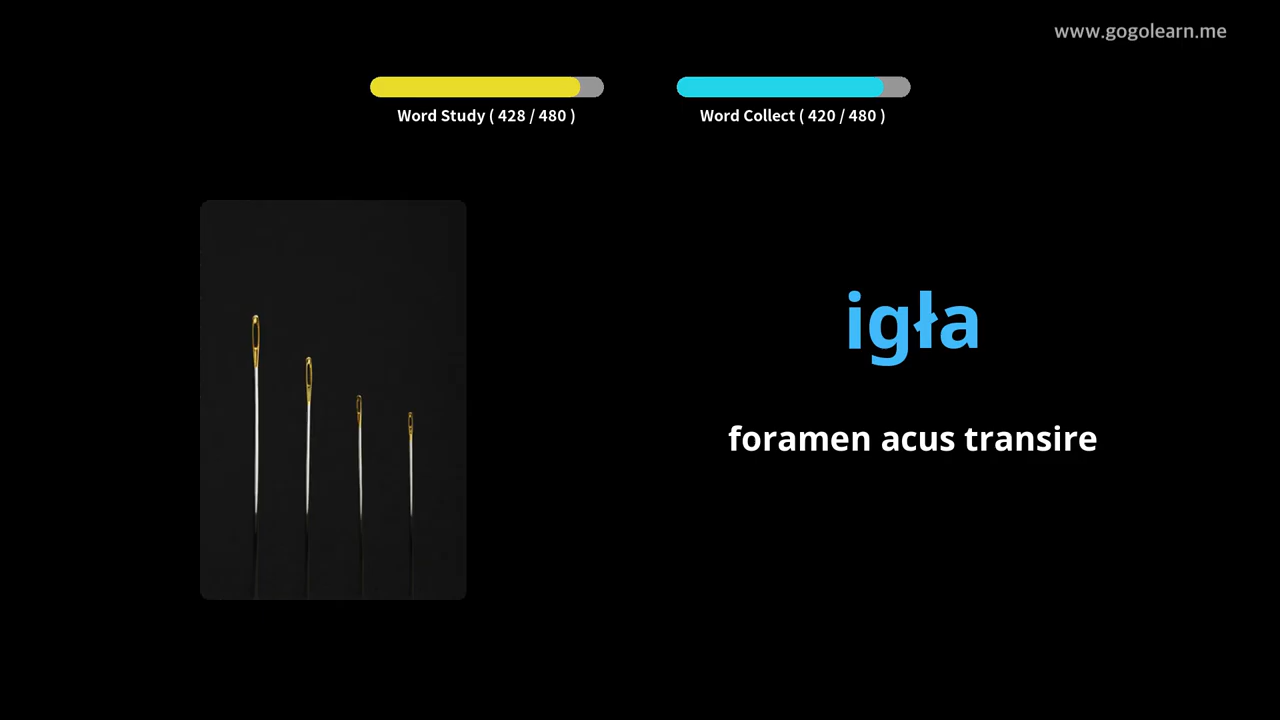 www.gogolearn.me
Word Study ( 428 / 480 )
Word Collect ( 420 / 480 )
igła
foramen acus transire